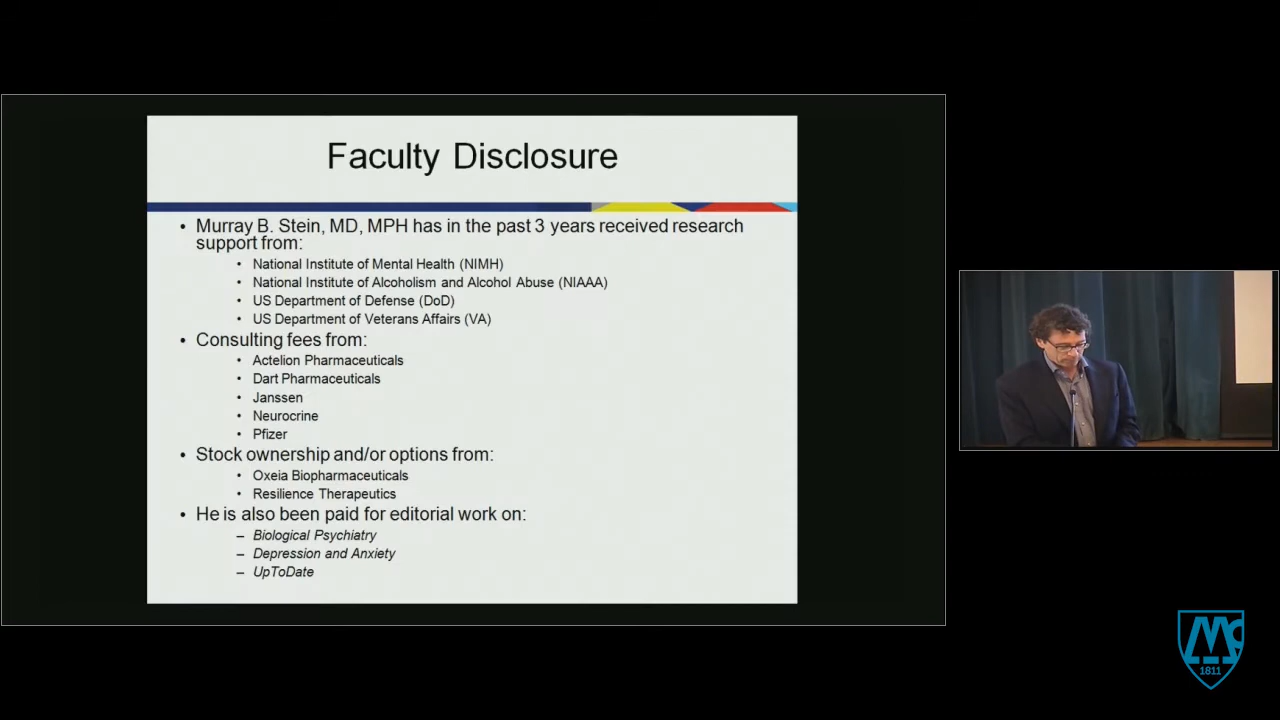 Faculty Disclosure
• Murray B. Stein, MD, MPH has in the past 3 years received research
support from:
• National Institute of Mental Health (NIMH)
• National Institute of Alcoholism and Alcohol Abuse (NIAAA)
• US Department of Defense (DoD)
• US Department of Veterans Affairs (VA)
• Consulting fees from:
• Actelion Pharmaceuticals
• Dart Pharmaceuticals
• Janssen
• Neurocrine
• Pfizer
• Stock ownership and/or options from:
• Oxeia Biopharmaceuticals
• Resilience Therapeutics
• He is also been paid for editorial work on:
– Biological Psychiatry
– Depression and Anxiety
– UpToDate
Mc
1811